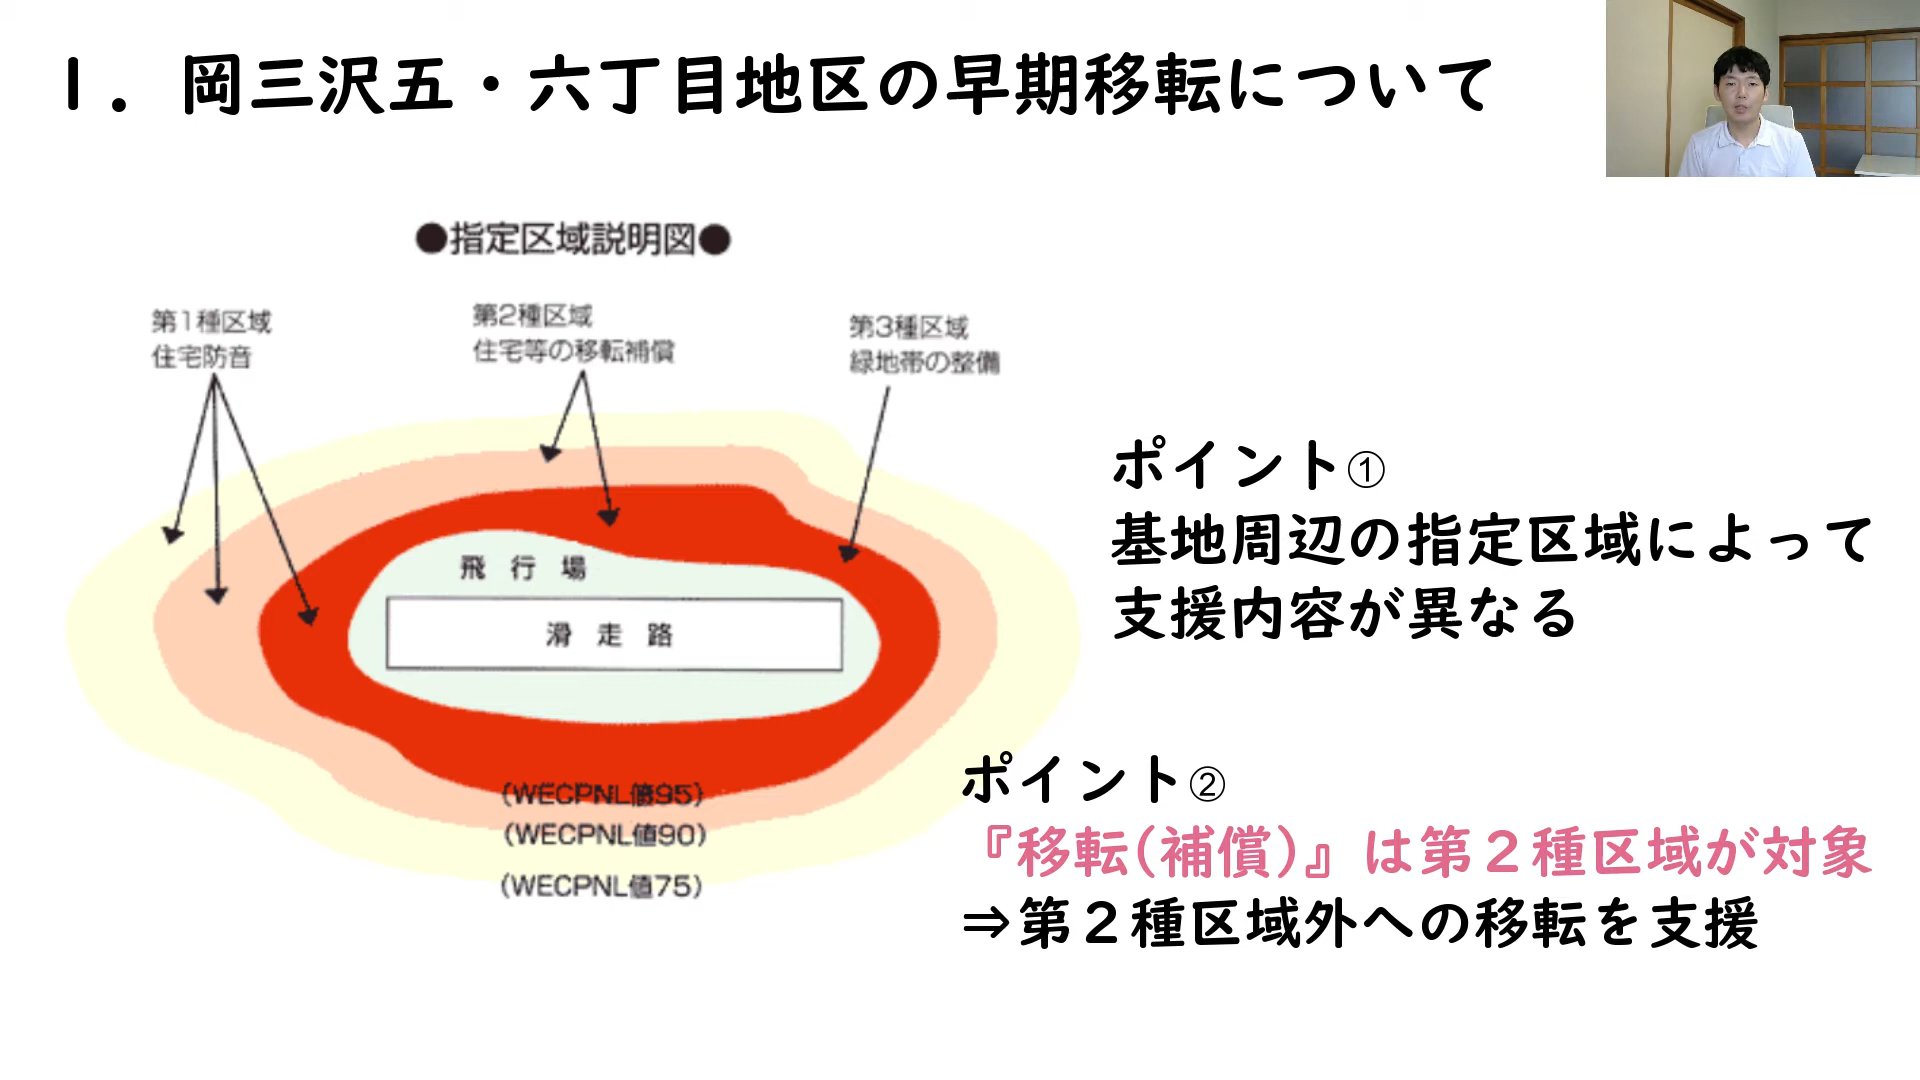 1. 岡三沢五・六丁目地区の早期移転について
●指定区域説明図●
第1種区域
住宅防音
第2種区域
住宅等の移転補償
第3種区域
緑地帯の整備
飛行場
滑走路
(WECPNL値95)
(WECPNL値90)
(WECPNL値75)
ポイント①
基地周辺の指定区域によって
支援内容が異なる
ポイント②
『移転(補償)』は第２種区域が対象
⇒第２種区域外への移転を支援